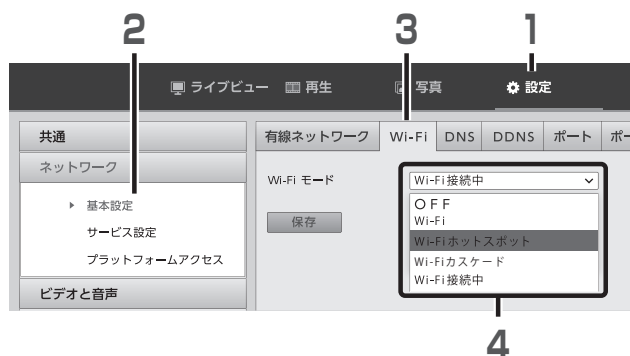 2
3
1
ライブビュー 再生 写真 設定
共通
ネットワーク
基本設定
サービス設定
プラットフォームアクセス
ビデオと音声
有線ネットワーク Wi-Fi DNS DDNS ポート ポー
Wi-Fi モード
Wi-Fi接続中
保存
OFF
Wi-Fi
Wi-Fiホットスポット
Wi-Fiカスケード
Wi-Fi接続中
4